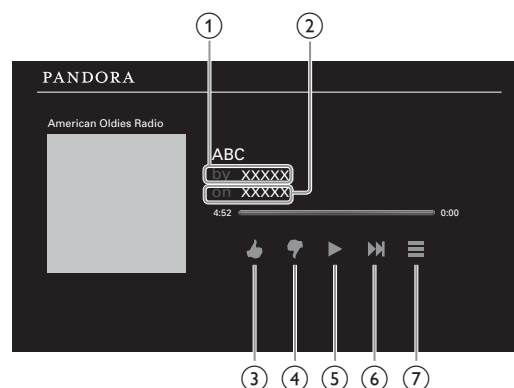 ① ②
PANDORA
American Oldies Radio
ABC
by XXXXX
on XXXXX
4:52 0:00
③ ④ ⑤ ⑥ ⑦